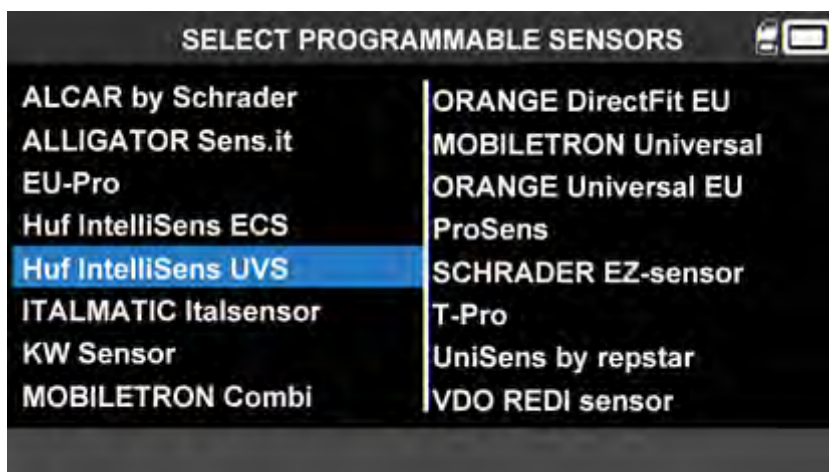 SELECT PROGRAMMABLE SENSORS
ALCAR by Schrader
ALLIGATOR Sens.it
EU-Pro
Huf IntelliSens ECS
Huf IntelliSens UVS
ITALMATIC Italsensor
KW Sensor
MOBILETRON Combi
ORANGE DirectFit EU
MOBILETRON Universal
ORANGE Universal EU
ProSens
SCHRADER EZ-sensor
T-Pro
UniSens by repstar
VDO REDI sensor